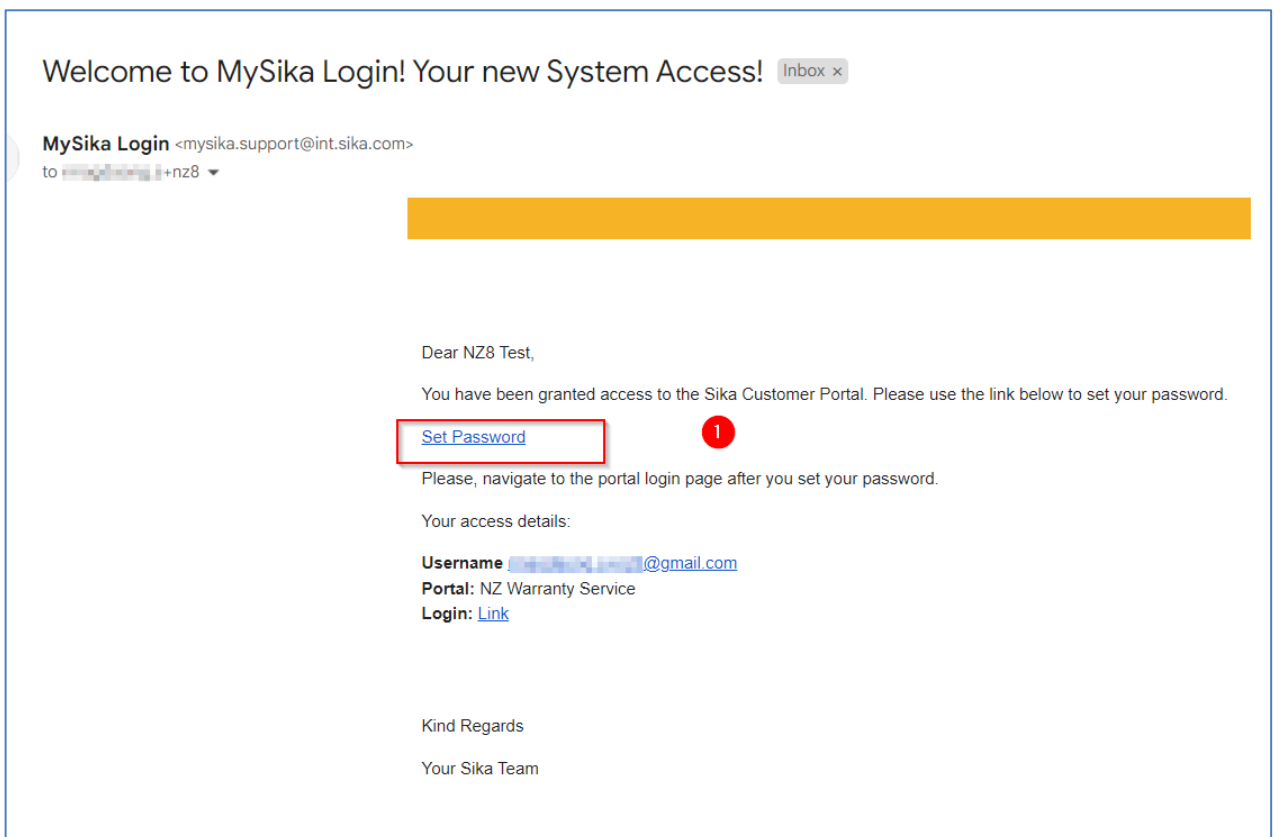 Welcome to MySika Login! Your new System Access! Inbox ×
MySika Login <mysika.support@int.sika.com>
to +nz8
Dear NZ8 Test,
You have been granted access to the Sika Customer Portal. Please use the link below to set your password.
Set Password
1
Please, navigate to the portal login page after you set your password.
Your access details:
Username @gmail.com
Portal: NZ Warranty Service
Login: Link
Kind Regards
Your Sika Team